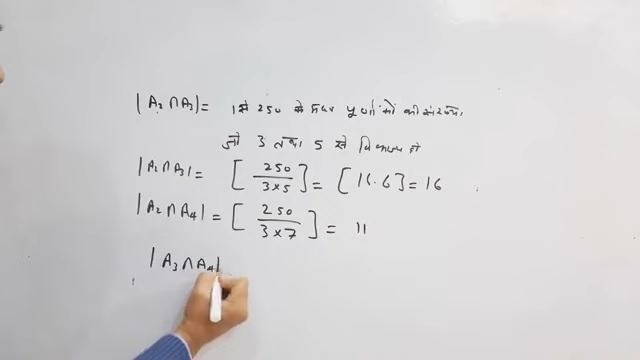 |A₂∩A₃| = 1 से 250 के मध्य पूर्णांकों की संख्या
जो 3 तथा 5 से विभाज्य हो
|A₂∩A₃| = [250/3×5] = [16.6] = 16
|A₂∩A₄| = [250/3×7] = 11
|A₃∩A₄|